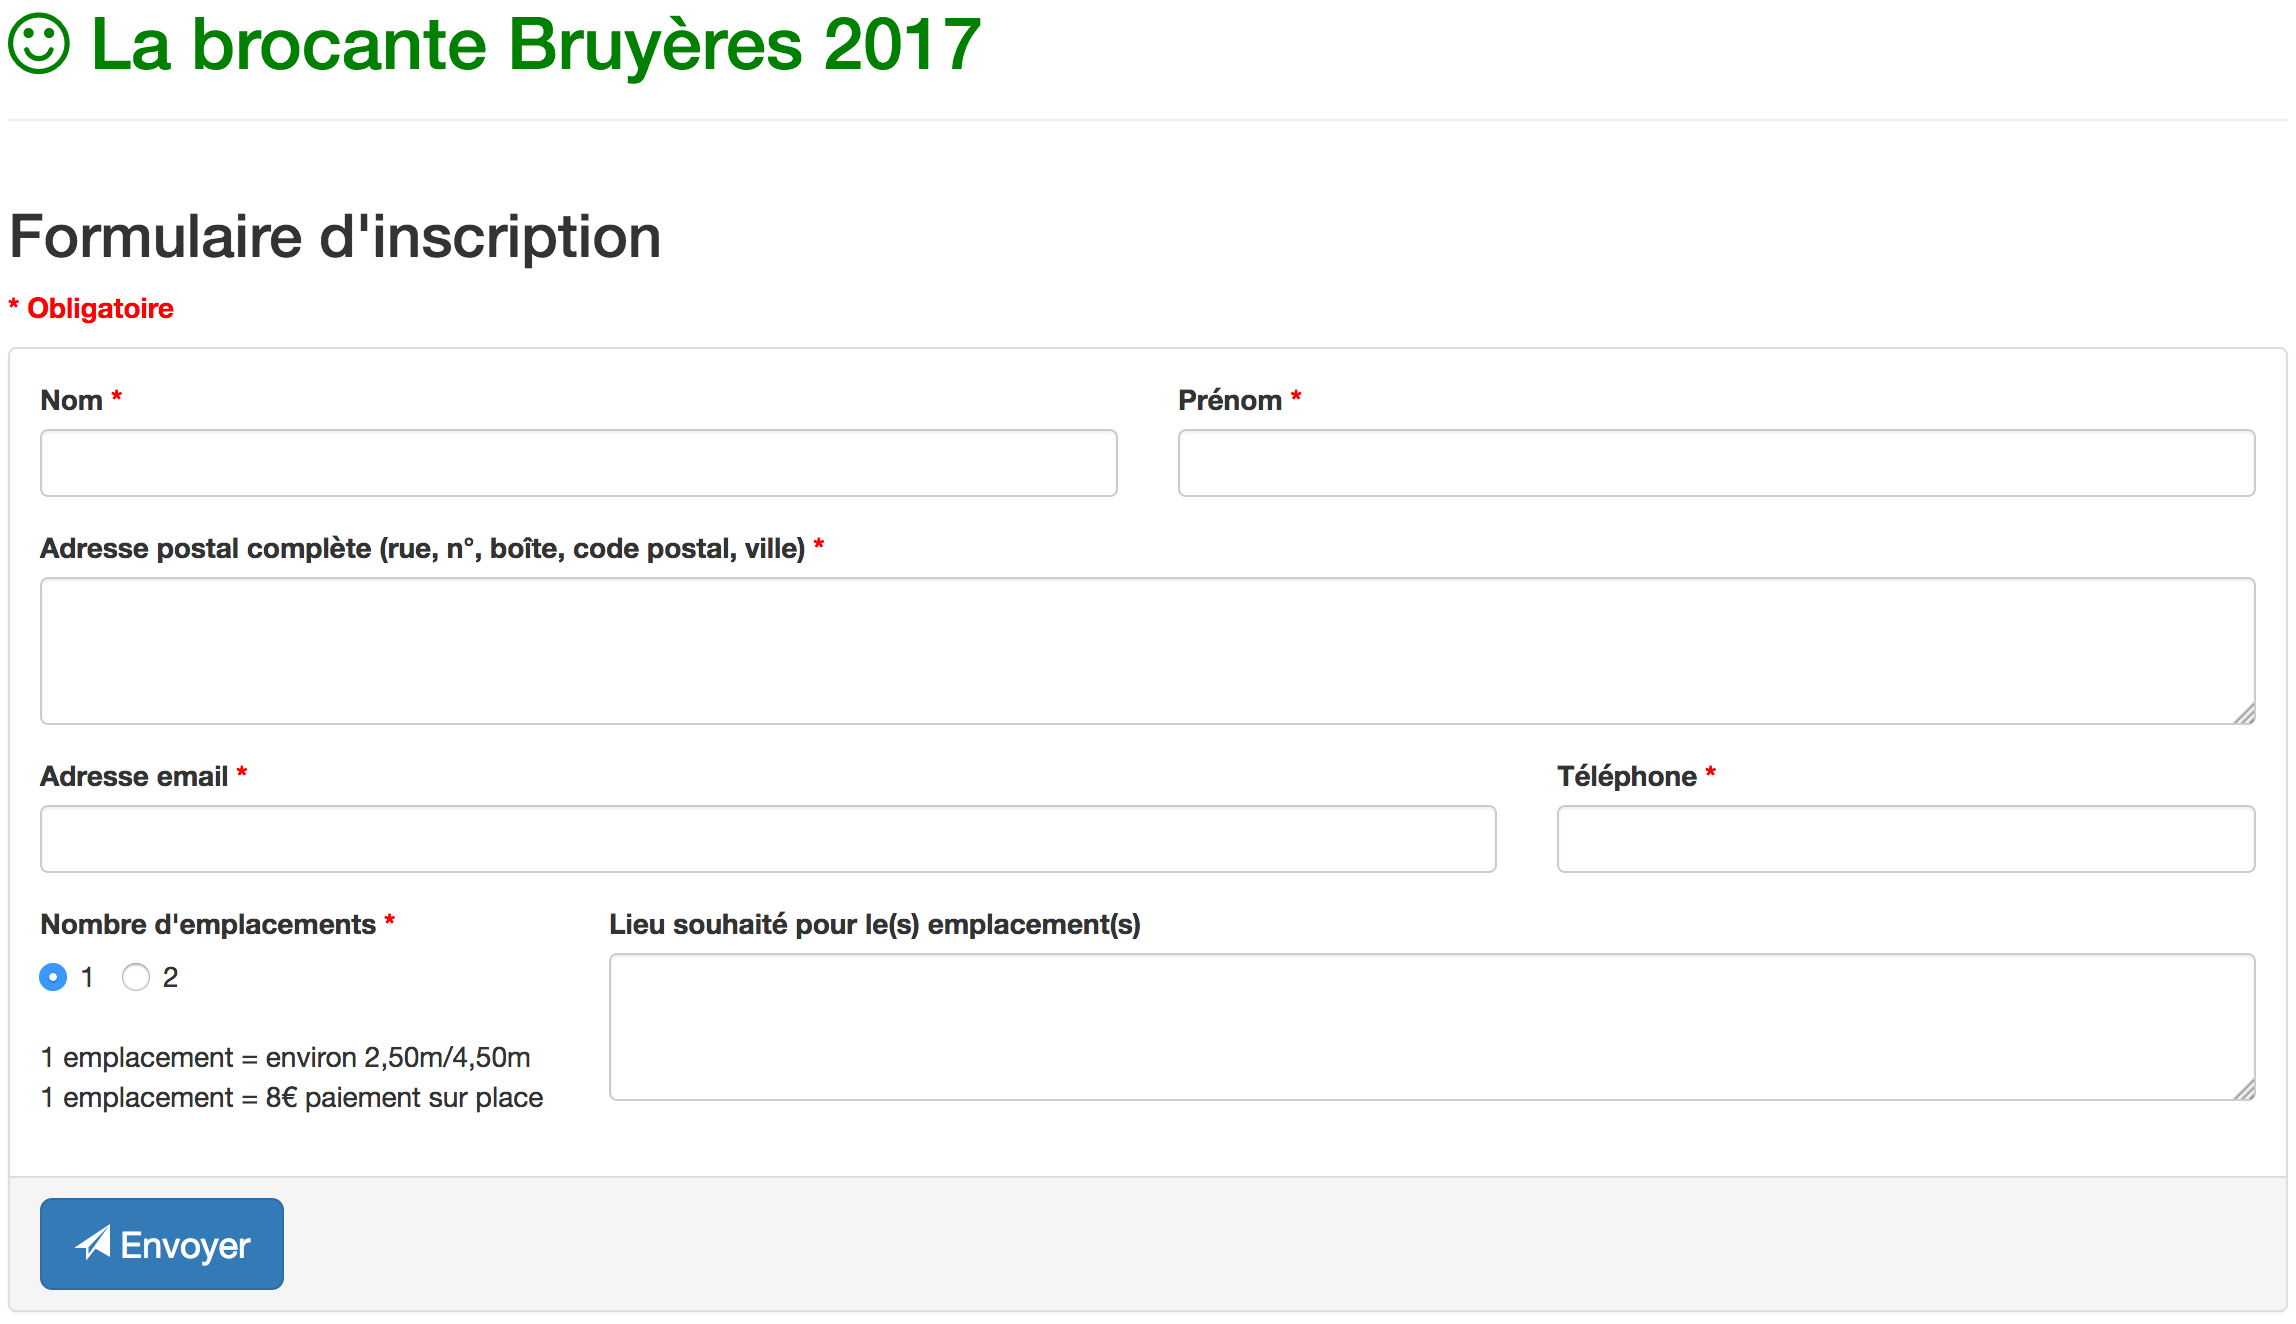 La brocante Bruyères 2017
Formulaire d'inscription
* Obligatoire
Nom *
Prénom *
Adresse postal complète (rue, n°, boîte, code postal, ville) *
Adresse email *
Téléphone *
Nombre d'emplacements *
1 2
1 emplacement = environ 2,50m/4,50m
1 emplacement = 8€ paiement sur place
Lieu souhaité pour le(s) emplacement(s)
Envoyer